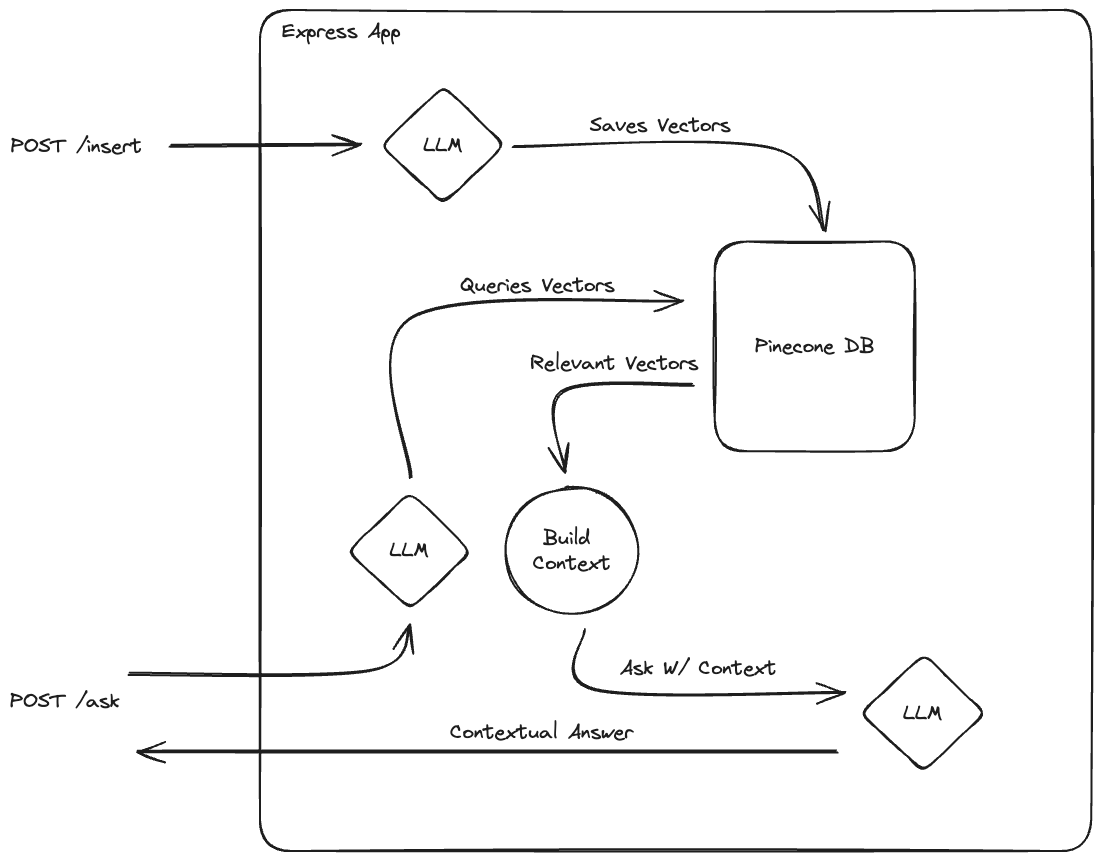 Express App
POST /insert
LLM
Saves Vectors
Queries Vectors
Pinecone DB
Relevant Vectors
LLM
Build
Context
POST /ask
Ask W/ Context
LLM
Contextual Answer